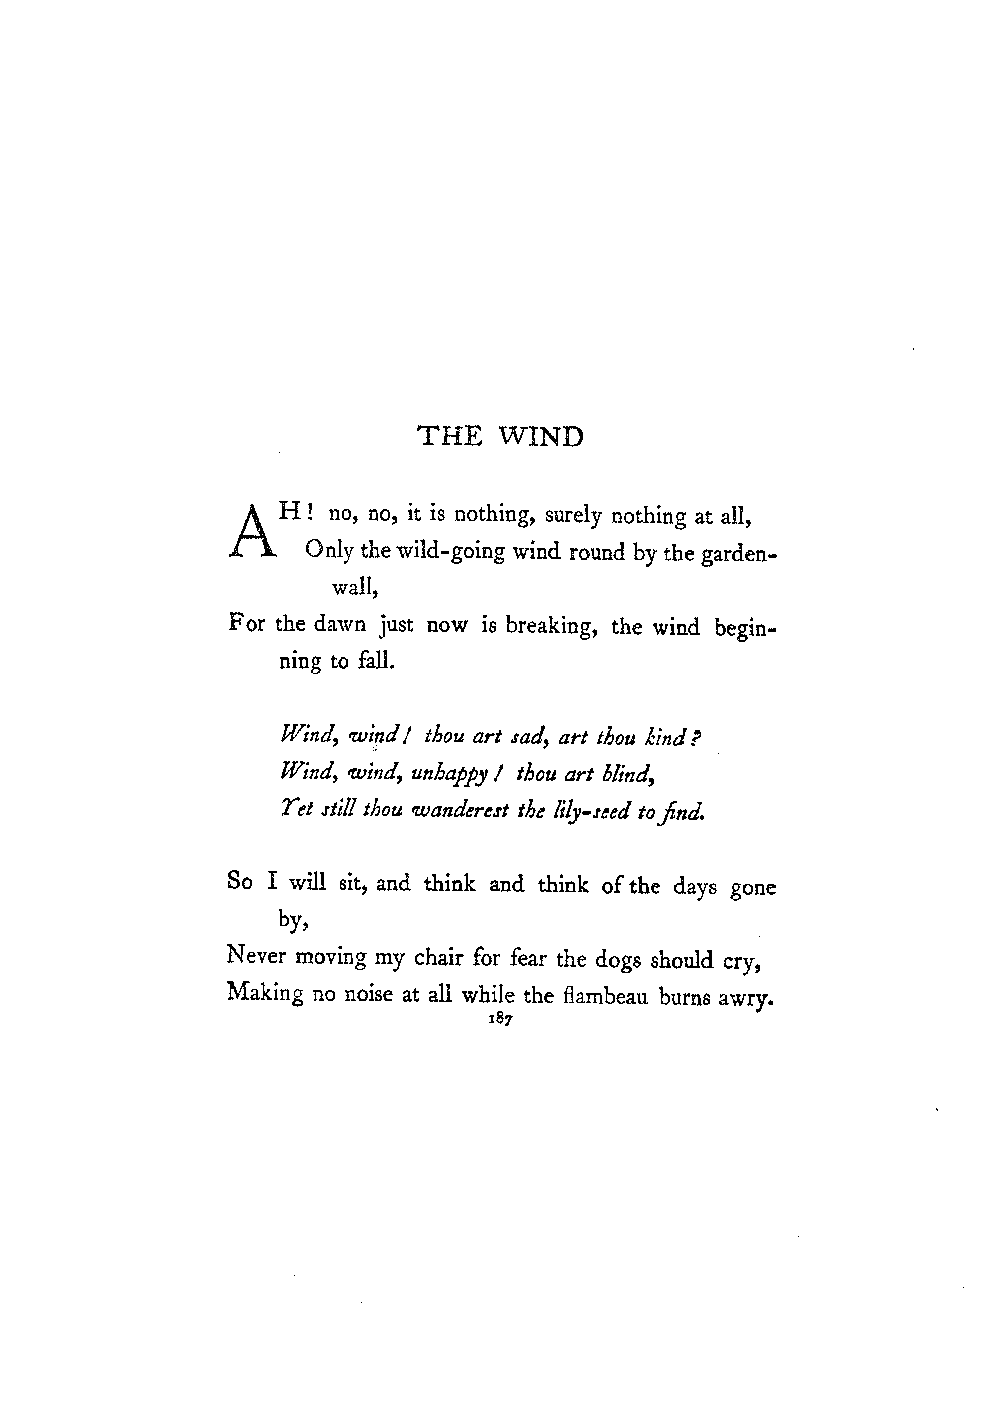 THE WIND
AH! no, no, it is nothing, surely nothing at all,
Only the wild-going wind round by the garden-
wall,
For the dawn just now is breaking, the wind begin-
ning to fall.
Wind, wind! thou art sad, art thou kind?
Wind, wind, unhappy! thou art blind,
Yet still thou wanderest the lily-seed to find.
So I will sit, and think and think of the days gone
by,
Never moving my chair for fear the dogs should cry,
Making no noise at all while the flambeau burns awry.
187